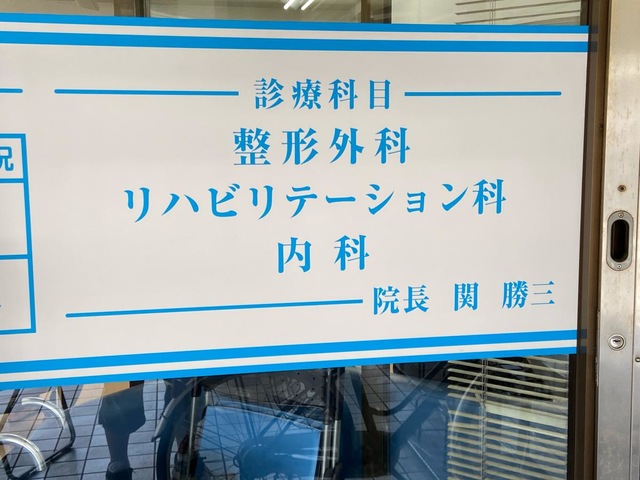 祝
診療科目
整形外科
リハビリテーション科
内科
院長 関 勝三